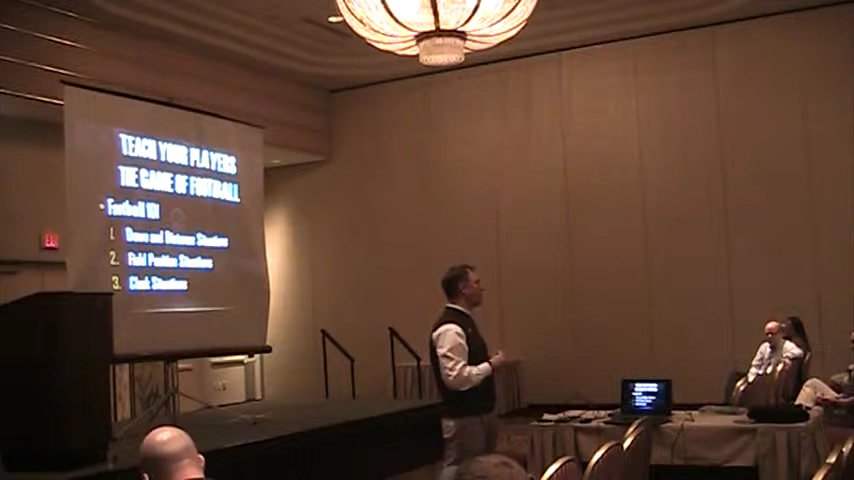 TEACH YOUR PLAYERS
THE GAME OF FOOTBALL
• Football 101
1. Down and Distance Situations
2. Field Position Situations
3. Clock Situations